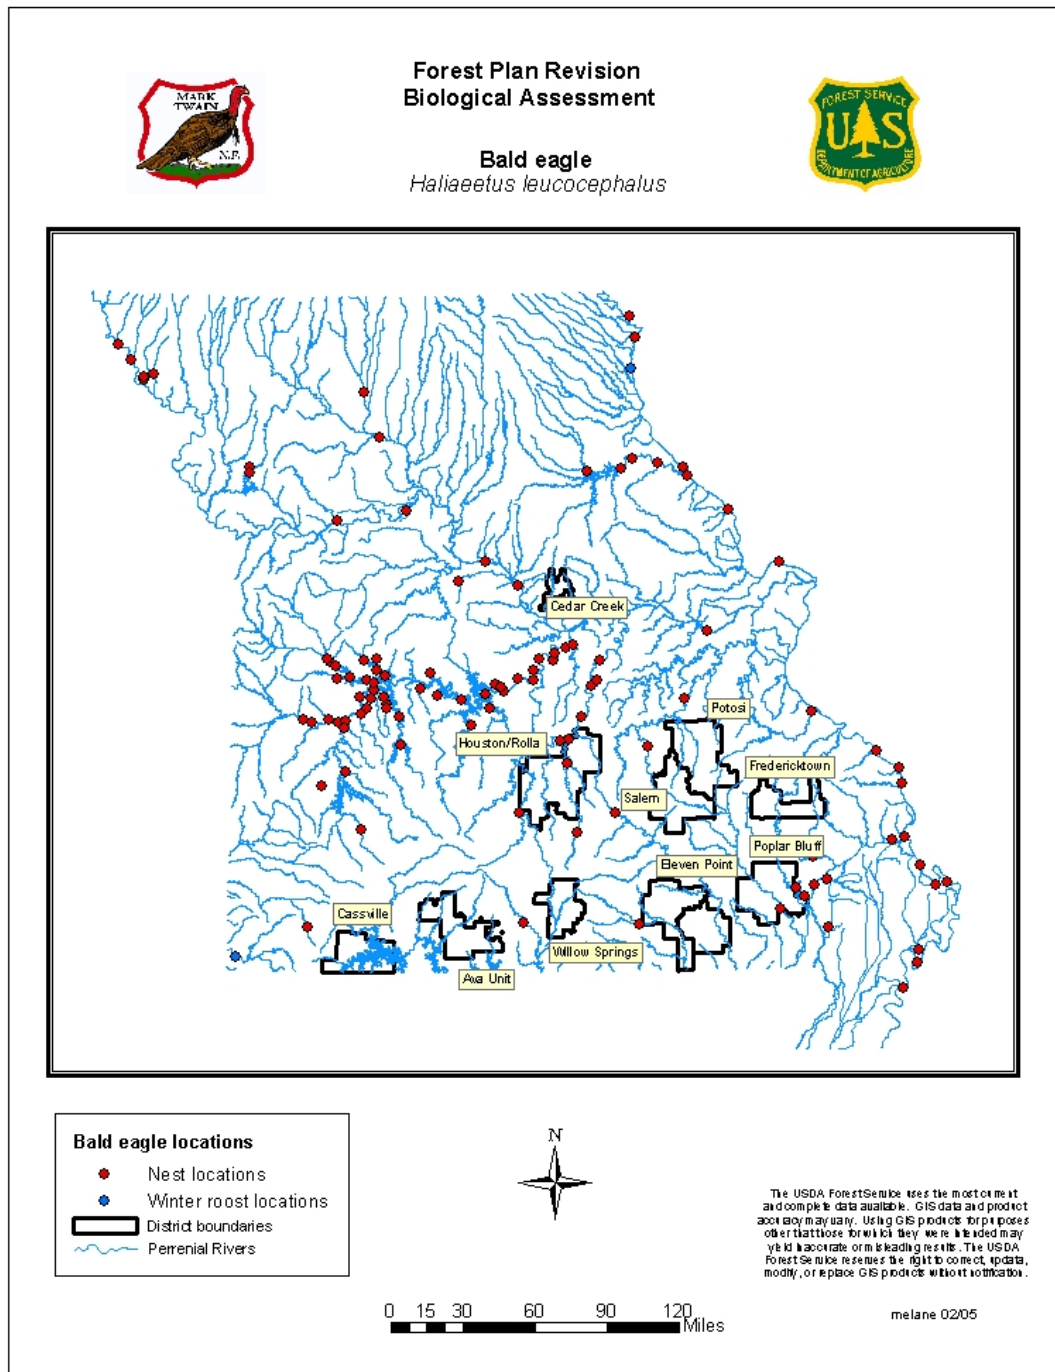 Forest Plan Revision
Biological Assessment
MARK
TWAIN
N.F.
FOREST SERVICE
U S
DEPARTMENT OF AGRICULTURE
Bald eagle
Haliaeetus leucocephalus
Cedar Creek
Potosi
Houston/Rolla
Fredericktown
Salem
Poplar Bluff
Eleven Point
Cassville
Willow Springs
Ava Unit
Bald eagle locations
Nest locations
Winter roost locations
District boundaries
Perrenial Rivers
N
The USDA Forest Service uses the most current
and complete data available. GIS data and product
accuracy may vary. Using GIS products for purposes
other that those for which they were intended may
yield inaccurate or misleading results. The USDA
Forest Service reserves the right to correct, update,
modify, or replace GIS products without notification.
0 15 30 60 90 120
Miles
melane 02/05